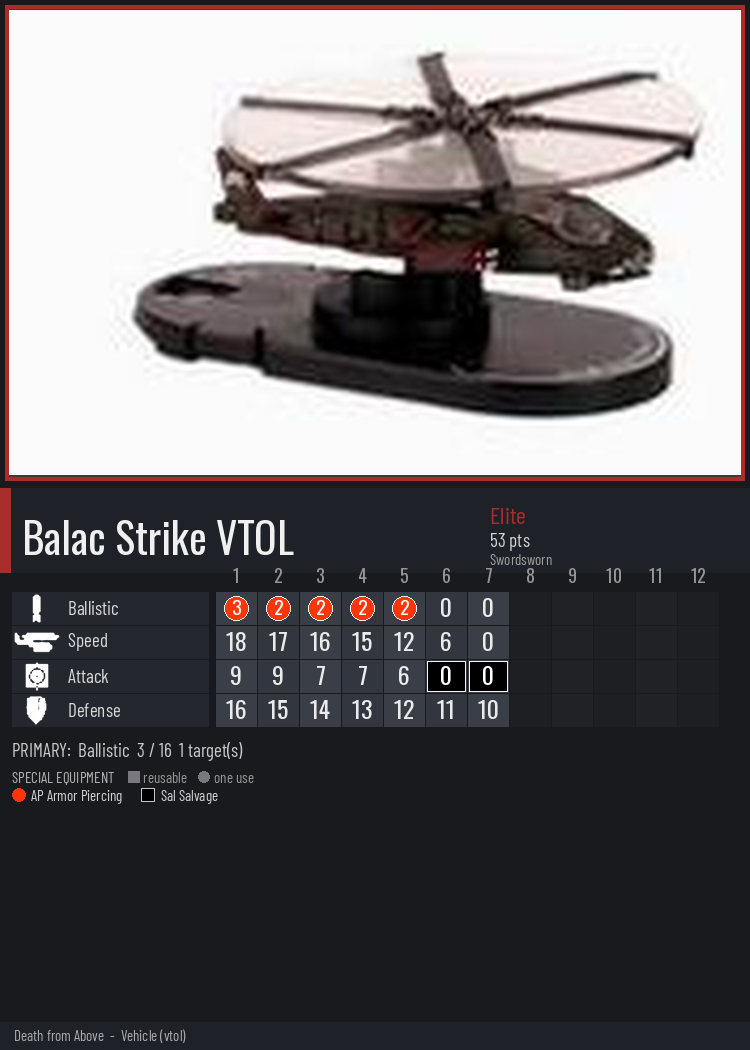 Balac Strike VTOL
Elite
53 pts
Swordsworn
1 2 3 4 5 6 7 8 9 10 11 12
Ballistic 3 2 2 2 2 0 0
Speed 18 17 16 15 12 6 0
Attack 9 9 7 7 6 0 0
Defense 16 15 14 13 12 11 10
PRIMARY: Ballistic 3 / 16 1 target(s)
SPECIAL EQUIPMENT reusable one use
AP Armor Piercing Sal Salvage
Death from Above - Vehicle (vtol)